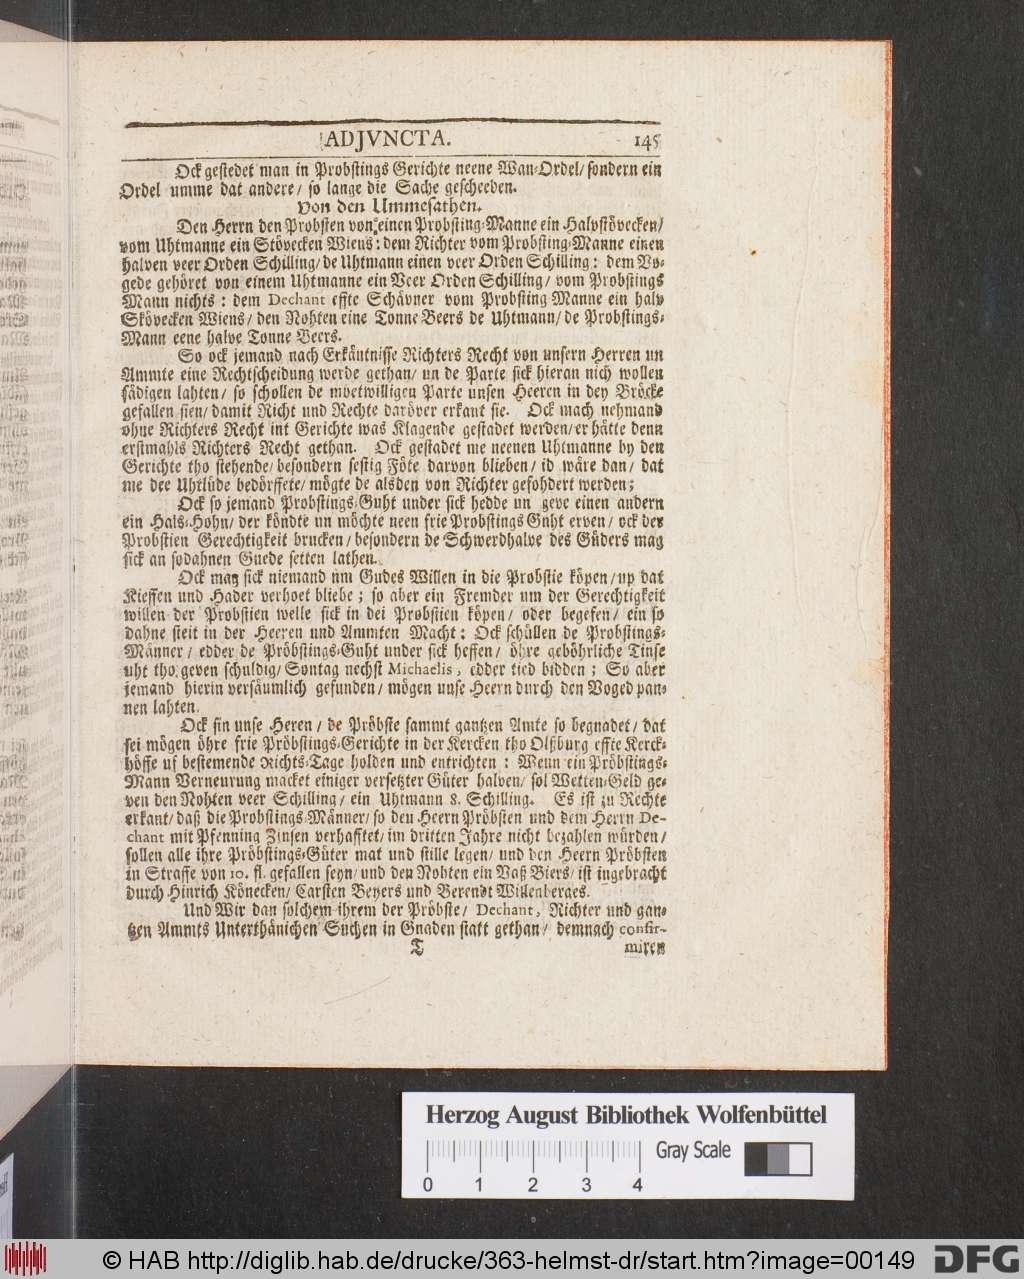 ADJVNCTA. 145
Ock gestedet man in Probstings Gerichte neene Wan-Ordel/ sondern ein
Ordel umme dat andere/ so lange die Sache gescheeben.
Von den Ummesathen.
Den Herrn den Probsten von einen Probsting-Manne ein Halvstövecken/
vom Uhtmanne ein Stövecken Wiens: dem Richter vom Probsting-Manne einen
halven veer Orden Schilling/ de Uhtmann einen veer Orden Schilling: dem Vo-
gede gehöret von einem Uhtmanne ein Veer Orden Schilling/ vom Probstings
Mann nichts: dem Dechant effte Schävner vom Probsting Manne ein halv
Skövecken Wiens/ den Nohten eine Tonne Beers de Uhtmann/ de Probstings-
Mann eene halve Tonne Beers.
So ock jemand nach Erkäntnisse Richters Recht von unsern Herren un
Ammte eine Rechtscheidung werde gethan/ un de Parte sick hieran nich wollen
sädigen lahten/ so schollen de moetwilligen Parte unsen Heeren in dey Bröcke
gefallen sien/ damit Richt und Rechte daröver erkant sie. Ock mach nehmand
ohne Richters Recht int Gerichte was Klagende gestadet werden/ er hätte denn
erstmahls Richters Recht gethan. Ock gestadet me neenen Uhtmanne by den
Gerichte tho stehende/ besondern sestig Föte darvon blieben/ id wäre dan/ dat
me dee Uhtlüde bedörffete/ mögte de alsden von Richter gefohdert werden;
Ock so jemand Probstings-Guht under sick hedde un geve einen andern
ein Hals-Hohn/ der köndte un möchte neen frie Probstings Guht erven/ ock der
Probstien Gerechtigkeit brucken/ besondern de Schwerdhalve des Güders mag
sick an sodahnen Guede setten lathen.
Ock mag sick niemand um Gudes Willen in die Probstie köpen/ up dat
Kieffen und Hader verhoet bliebe; so aber ein Fremder um der Gerechtigkeit
willen der Probstien welle sick in dei Probstien köpen/ oder begefen/ ein so
dahne steit in der Heeren und Ammten Macht: Ock schüllen de Probstings-
Männer/ edder de Pröbstings-Guht under sick heffen/ öhre geböhrliche Tinse
uht tho geven schuldig/ Sontag nechst Michaelis, edder tied bidden; So aber
jemand hierin versäumlich gefunden/ mögen unse Heern durch den Voged pan-
nen lahten.
Ock sin unse Heren/ de Pröbste sammt gantzen Amte so begnadet/ dat
sei mögen öhre frie Pröbstings-Gerichte in der Kercken tho Olßburg effte Kerck-
höffe uf bestemende Richts-Tage holden und entrichten: Wenn ein Pröbstings-
Mann Verneurung macket einiger versetzter Güter halven/ sol Wetten-Geld ge-
ven den Nohten veer Schilling/ ein Uhtmann 8. Schilling. Es ist zu Rechte
erkant/ daß die Probstings-Männer/ so den Heern Pröbsten und dem Herrn De-
chant mit Pfenning Zinsen verhafftet/ im dritten Jahre nicht bezahlen würden/
sollen alle ihre Pröbstings-Güter mat und stille legen/ und den Heern Pröbsten
in Straffe von 10. fl. gefallen seyn/ und den Nohten ein Vaß Biers/ ist ingebracht
durch Hinrich Könecken/ Carsten Beyers und Berendt Willenberges.
Und Wir dan solchem ihrem der Pröbste/ Dechant, Richter und gan-
tzen Ammts Unterthänichen Suchen in Gnaden statt gethan/ demnach confir-
T miren
Herzog August Bibliothek Wolfenbüttel
Gray Scale
0 1 2 3 4
© HAB http://diglib.hab.de/drucke/363-helmst-dr/start.htm?image=00149 DFG